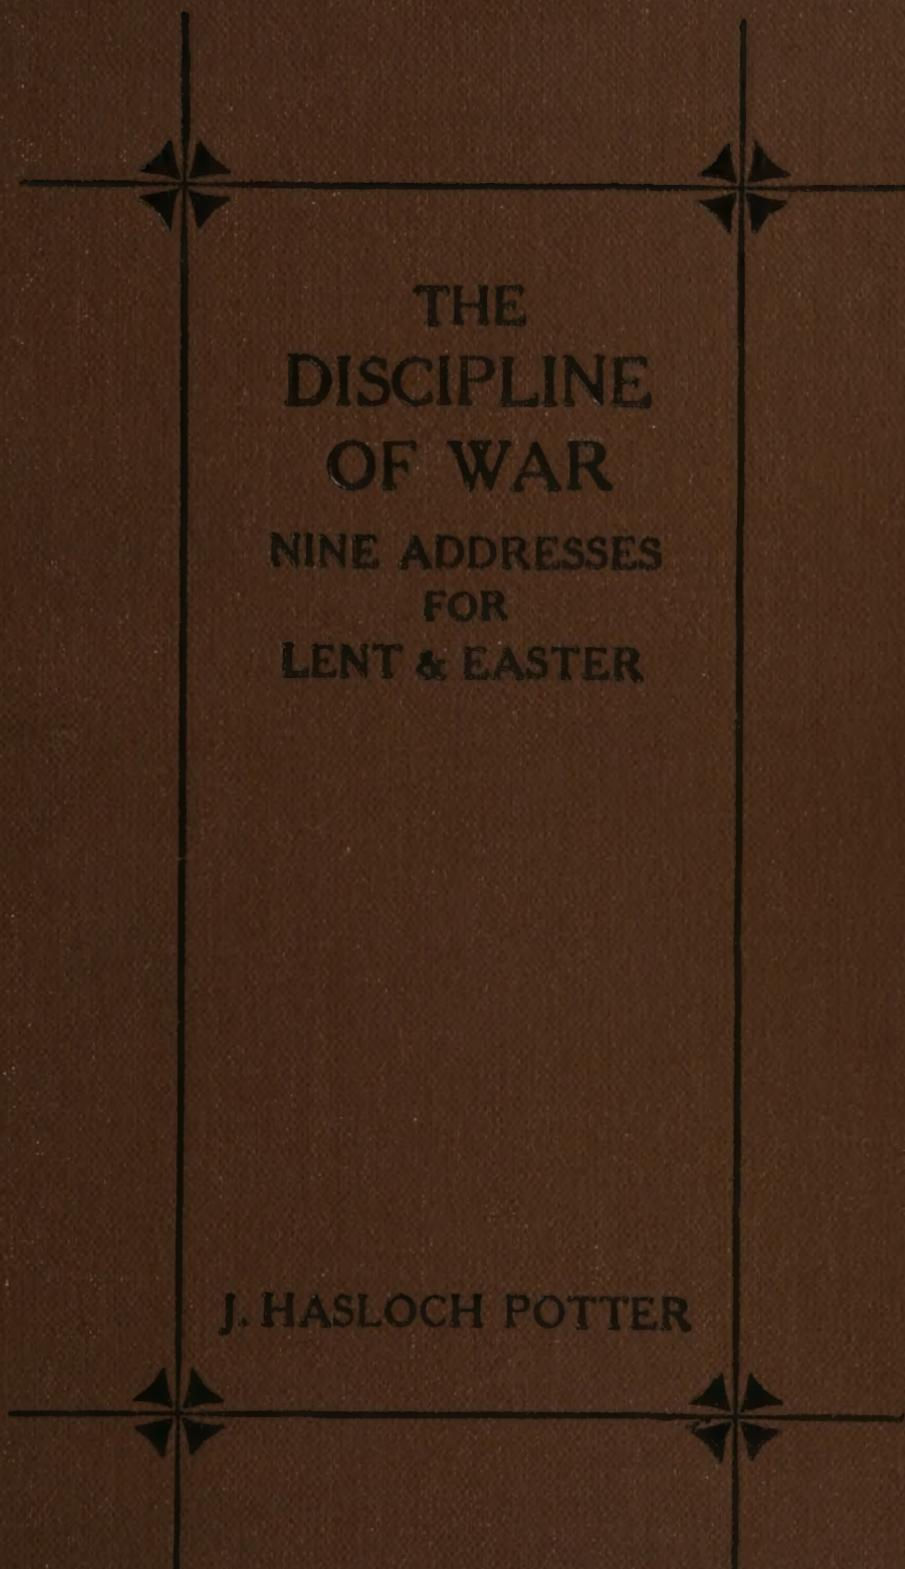 THE
DISCIPLINE
OF WAR
NINE ADDRESSES
FOR
LENT & EASTER
J. HASLOCH POTTER